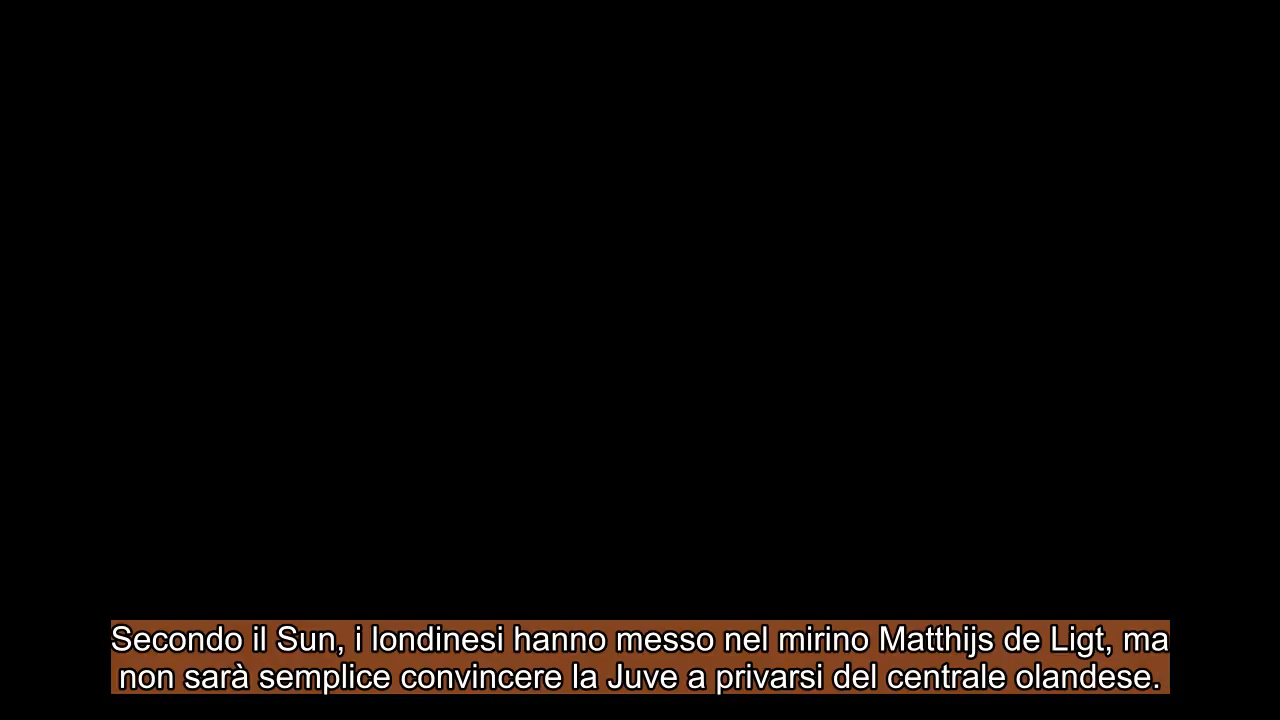 Secondo il Sun, i londinesi hanno messo nel mirino Matthijs de Ligt, ma
non sarà semplice convincere la Juve a privarsi del centrale olandese.